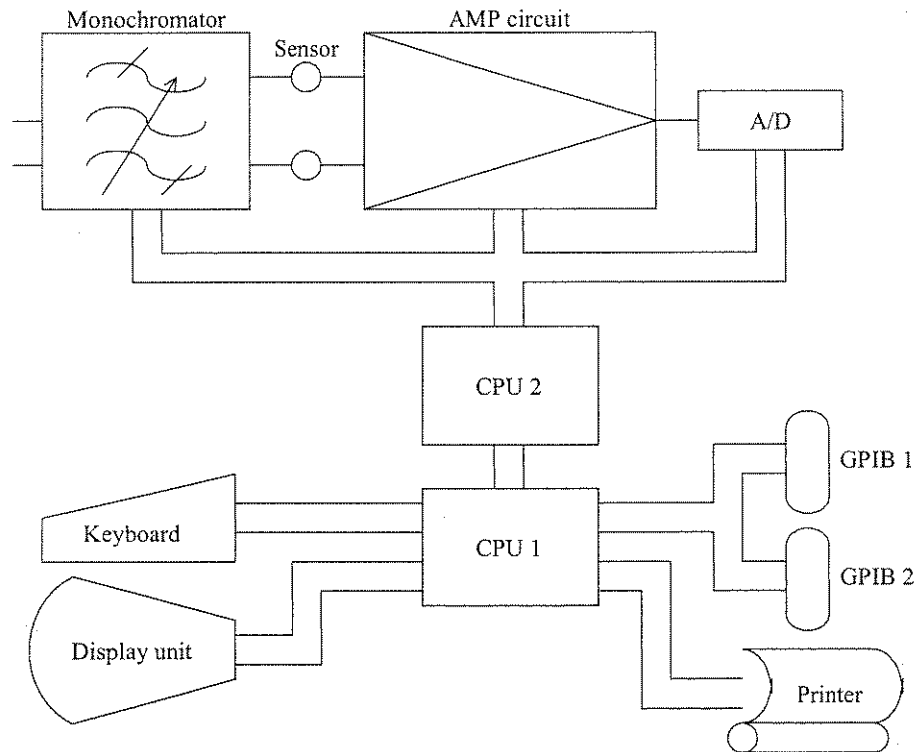 Monochromator
AMP circuit
Sensor
A/D
CPU 2
GPIB 1
Keyboard
CPU 1
GPIB 2
Display unit
Printer